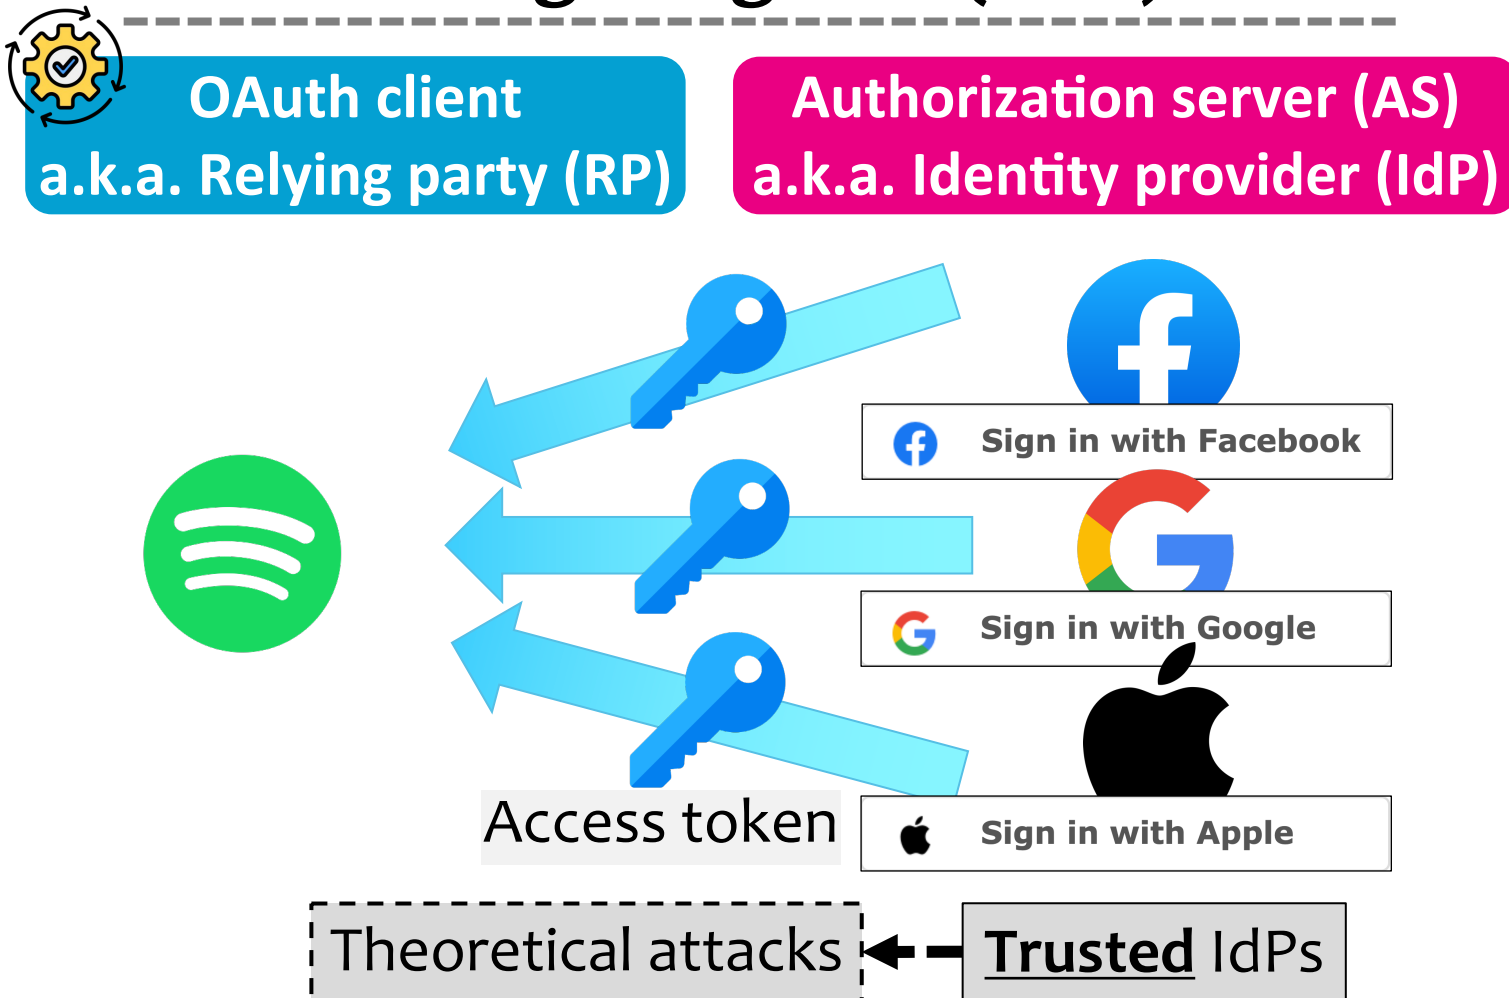 OAuth client
a.k.a. Relying party (RP)
Authorization server (AS)
a.k.a. Identity provider (IdP)
Sign in with Facebook
Sign in with Google
Sign in with Apple
Access token
Theoretical attacks
Trusted IdPs